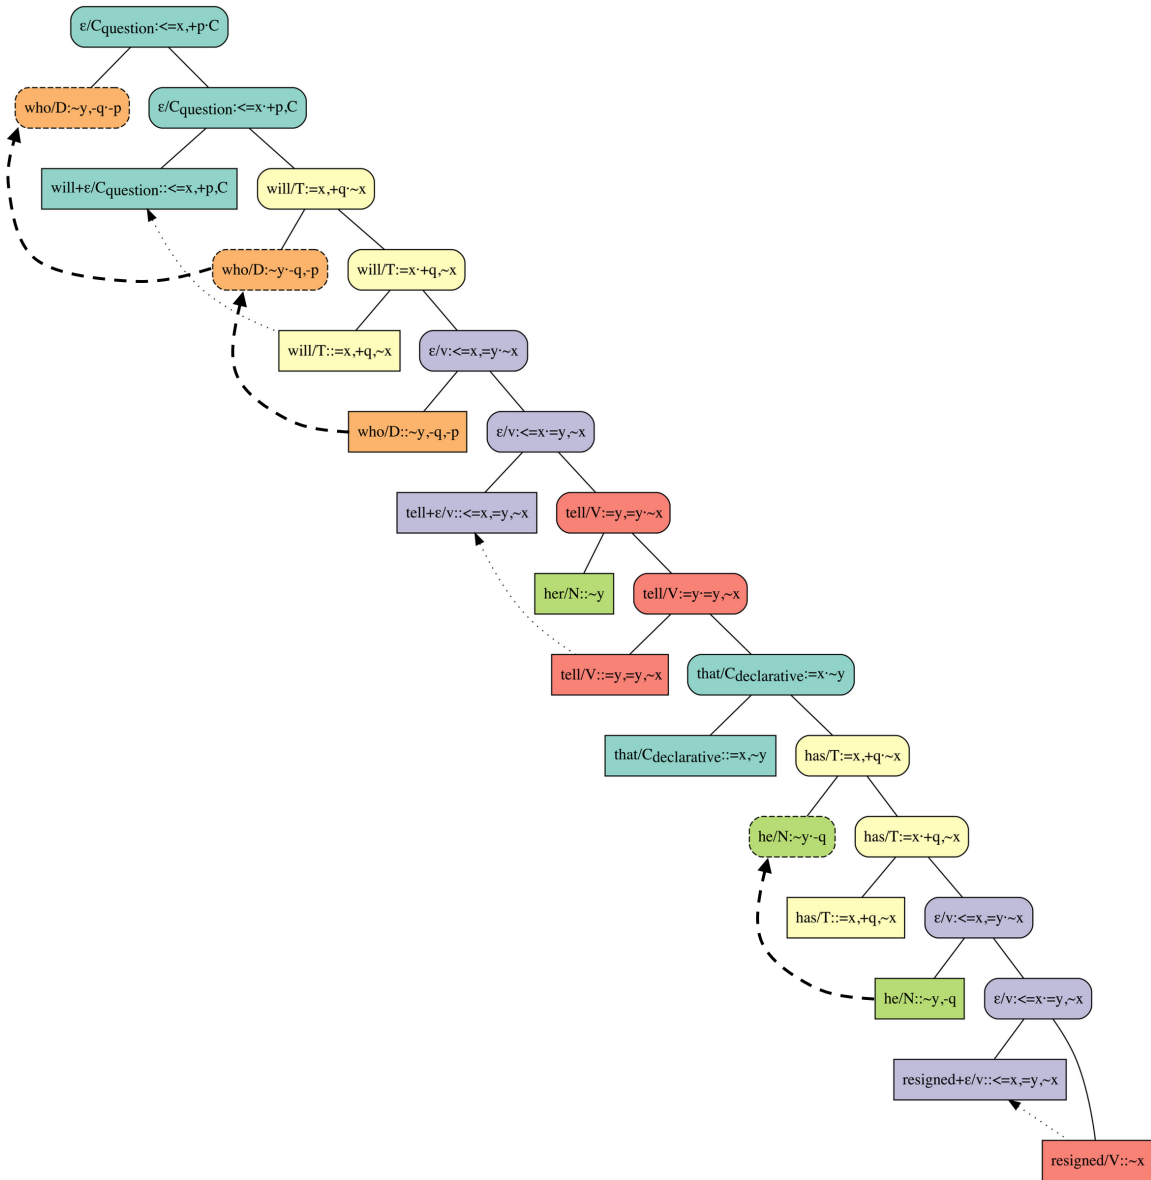 ε/Cquestion:<=x,+p·C
who/D:~y,-q·-p
ε/Cquestion:<=x·+p,C
will+ε/Cquestion::<=x,+p,C
will/T:=x,+q·~x
who/D:~y·-q,-p
will/T:=x·+q,~x
will/T::=x,+q,~x
ε/v:<=x,=y·~x
who/D::~y,-q,-p
ε/v:<=x·=y,~x
tell+ε/v::<=x,=y,~x
tell/V:=y,=y·~x
her/N::~y
tell/V:=y·=y,~x
tell/V::=y,=y,~x
that/Cdeclarative:=x·~y
that/Cdeclarative::=x,~y
has/T:=x,+q·~x
he/N:~y·-q
has/T:=x·+q,~x
has/T::=x,+q,~x
ε/v:<=x,=y·~x
he/N::~y,-q
ε/v:<=x·=y,~x
resigned+ε/v::<=x,=y,~x
resigned/V::~x